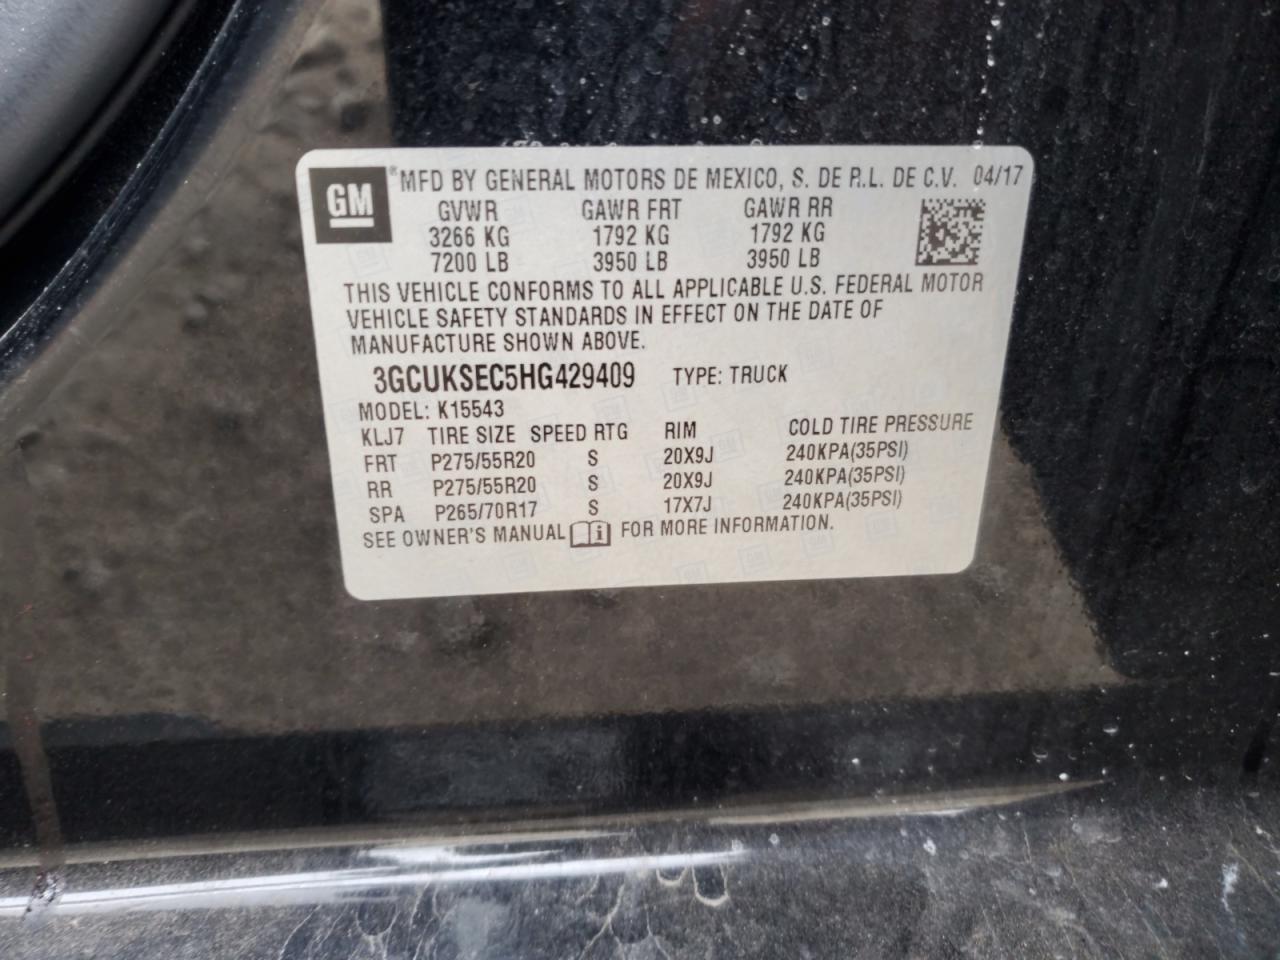 GM ® MFD BY GENERAL MOTORS DE MEXICO, S. DE R.L. DE C.V. 04/17
GVWR GAWR FRT GAWR RR
3266 KG 1792 KG 1792 KG
7200 LB 3950 LB 3950 LB
THIS VEHICLE CONFORMS TO ALL APPLICABLE U.S. FEDERAL MOTOR
VEHICLE SAFETY STANDARDS IN EFFECT ON THE DATE OF
MANUFACTURE SHOWN ABOVE.
3GCUKSEC5HG429409 TYPE: TRUCK
MODEL: K15543
KLJ7 TIRE SIZE SPEED RTG RIM COLD TIRE PRESSURE
FRT P275/55R20 S 20X9J 240KPA(35PSI)
RR P275/55R20 S 20X9J 240KPA(35PSI)
SPA P265/70R17 S 17X7J 240KPA(35PSI)
SEE OWNER'S MANUAL i FOR MORE INFORMATION.